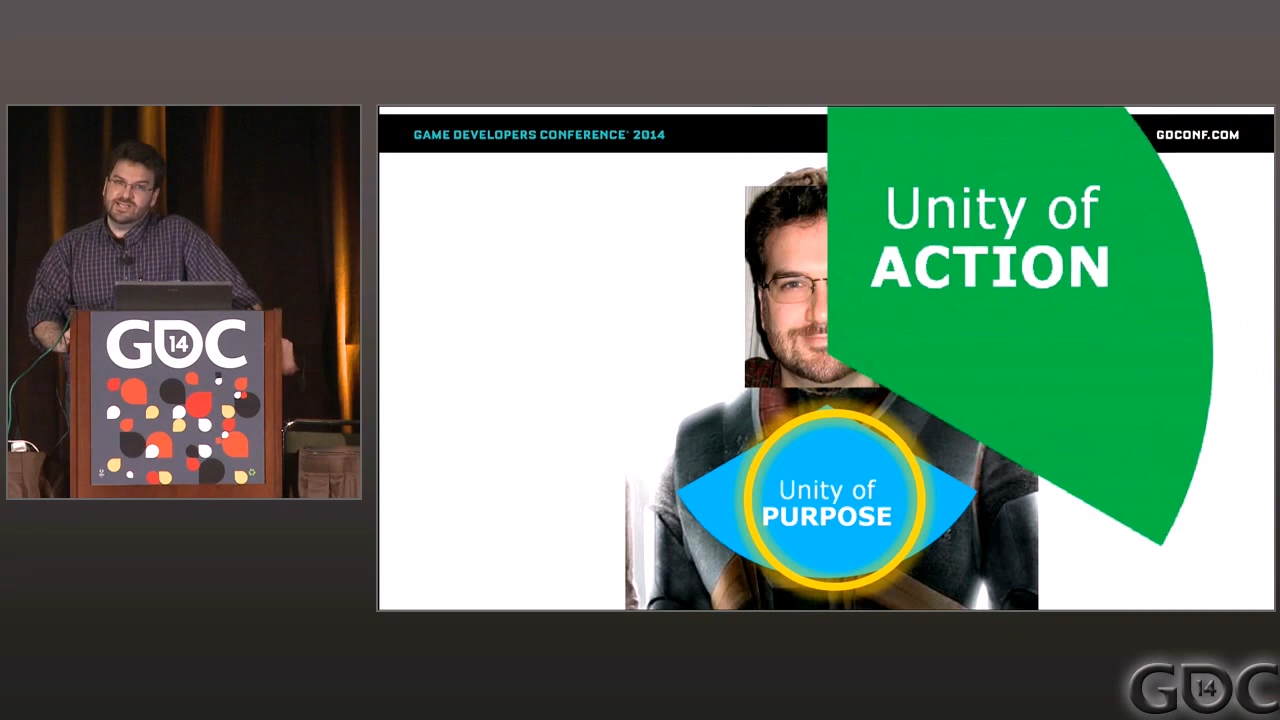 GAME DEVELOPERS CONFERENCE® 2014
GDCONF.COM
Unity of
ACTION
Unity of
PURPOSE
GDC
14
GDC
14